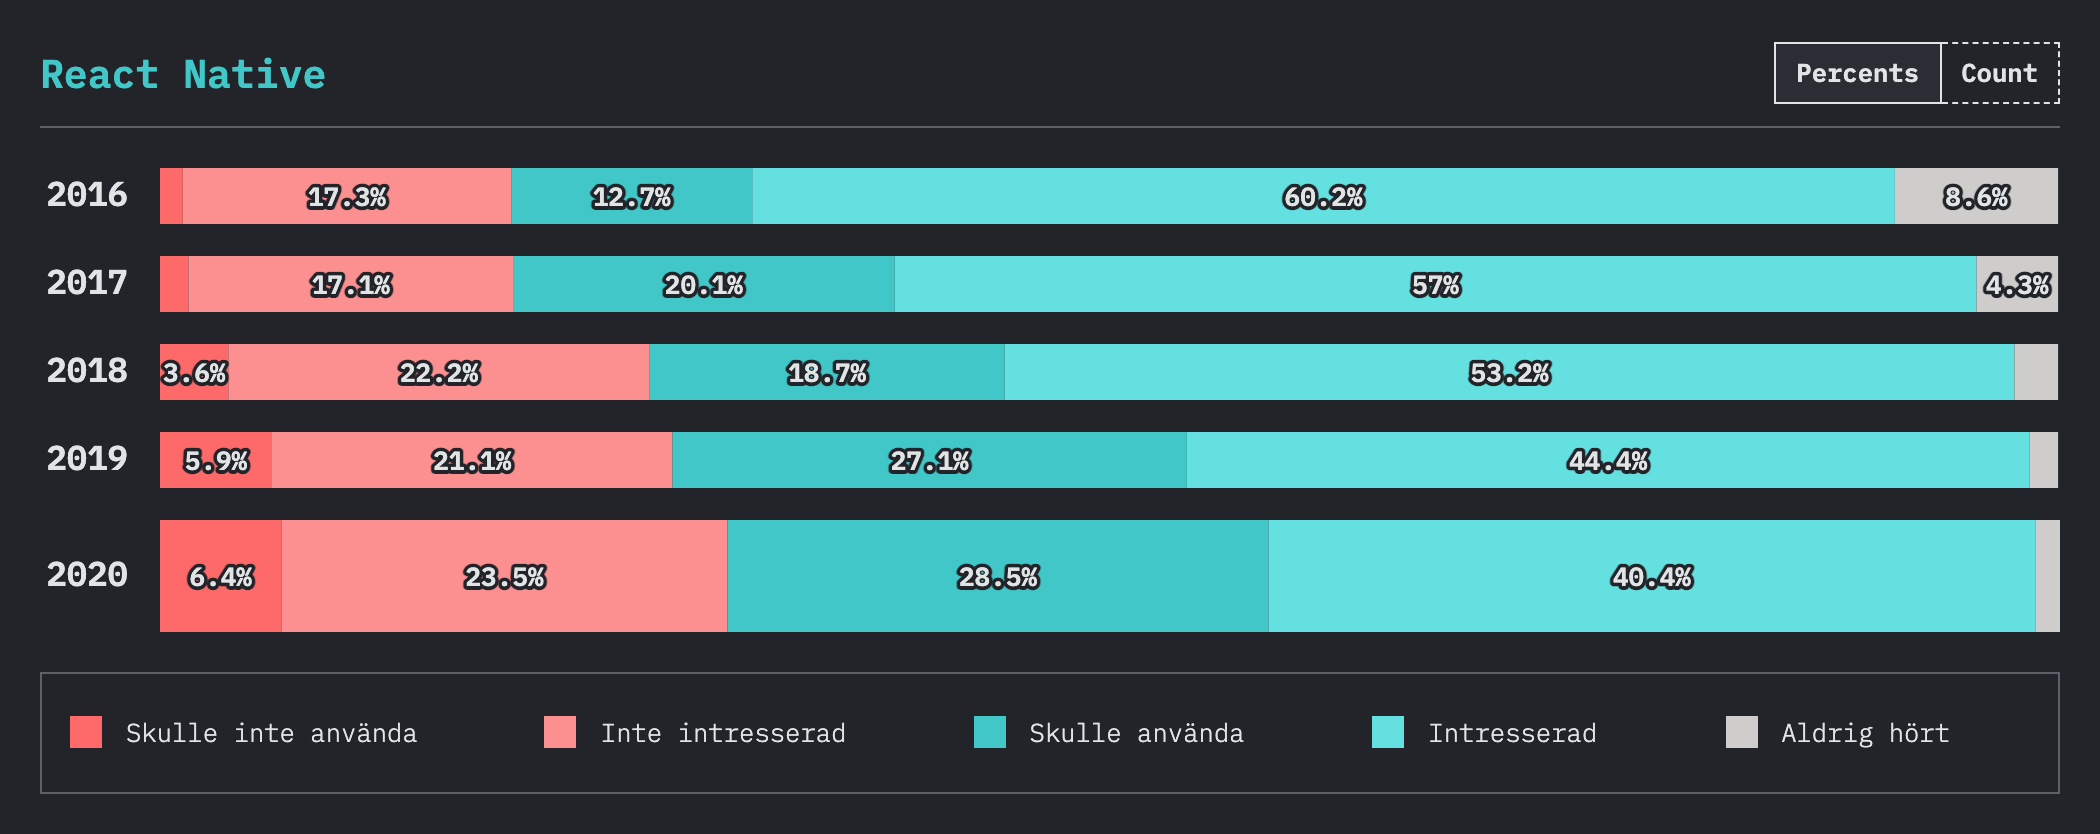 React Native
Percents Count
2016 17.3% 12.7% 60.2% 8.6%
2017 17.1% 20.1% 57% 4.3%
2018 3.6% 22.2% 18.7% 53.2%
2019 5.9% 21.1% 27.1% 44.4%
2020 6.4% 23.5% 28.5% 40.4%
Skulle inte använda Inte intresserad Skulle använda Intresserad Aldrig hört